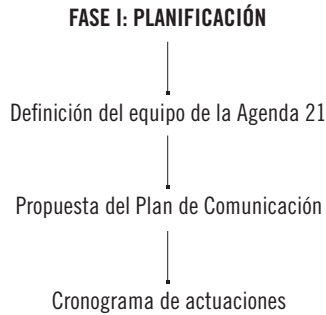 FASE I: PLANIFICACIÓN
Definición del equipo de la Agenda 21
Propuesta del Plan de Comunicación
Cronograma de actuaciones